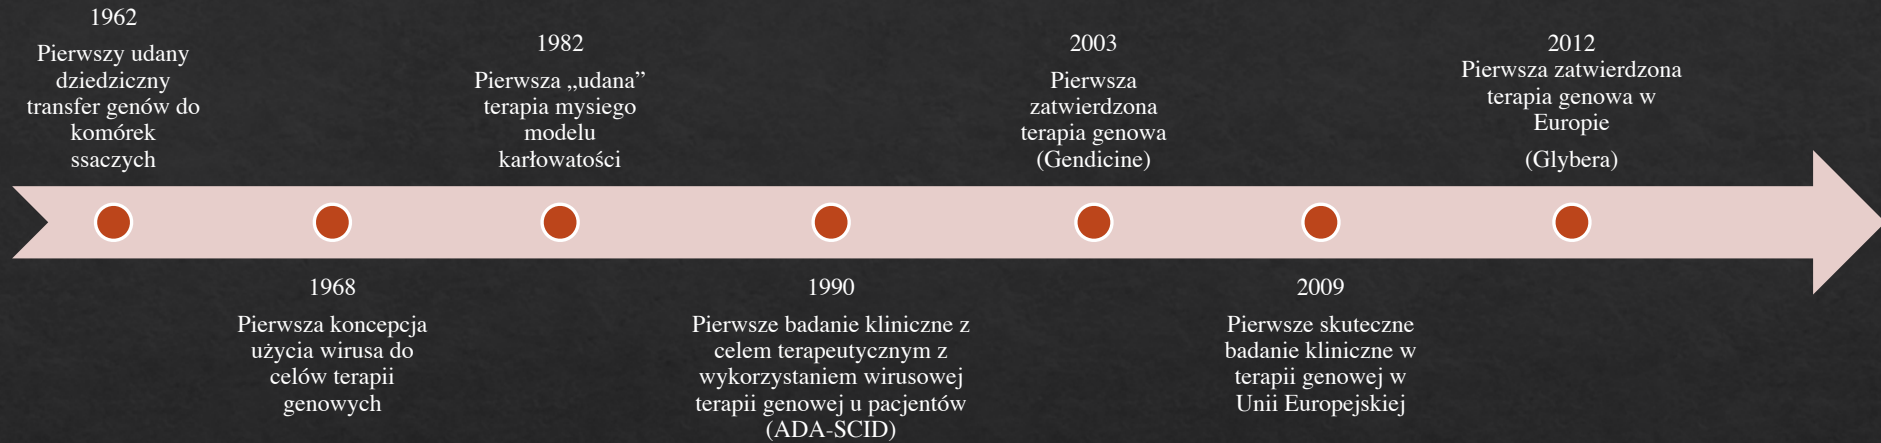 1962
Pierwszy udany
dziedziczny
transfer genów do
komórek
ssaczych
1968
Pierwsza koncepcja
użycia wirusa do
celów terapii
genowych
1982
Pierwsza „udana”
terapia mysiego
modelu
karłowatości
1990
Pierwsze badanie kliniczne z
celem terapeutycznym z
wykorzystaniem wirusowej
terapii genowej u pacjentów
(ADA-SCID)
2003
Pierwsza
zatwierdzona
terapia genowa
(Gendicine)
2009
Pierwsze skuteczne
badanie kliniczne w
terapii genowej w
Unii Europejskiej
2012
Pierwsza zatwierdzona
terapia genowa w
Europie
(Glybera)